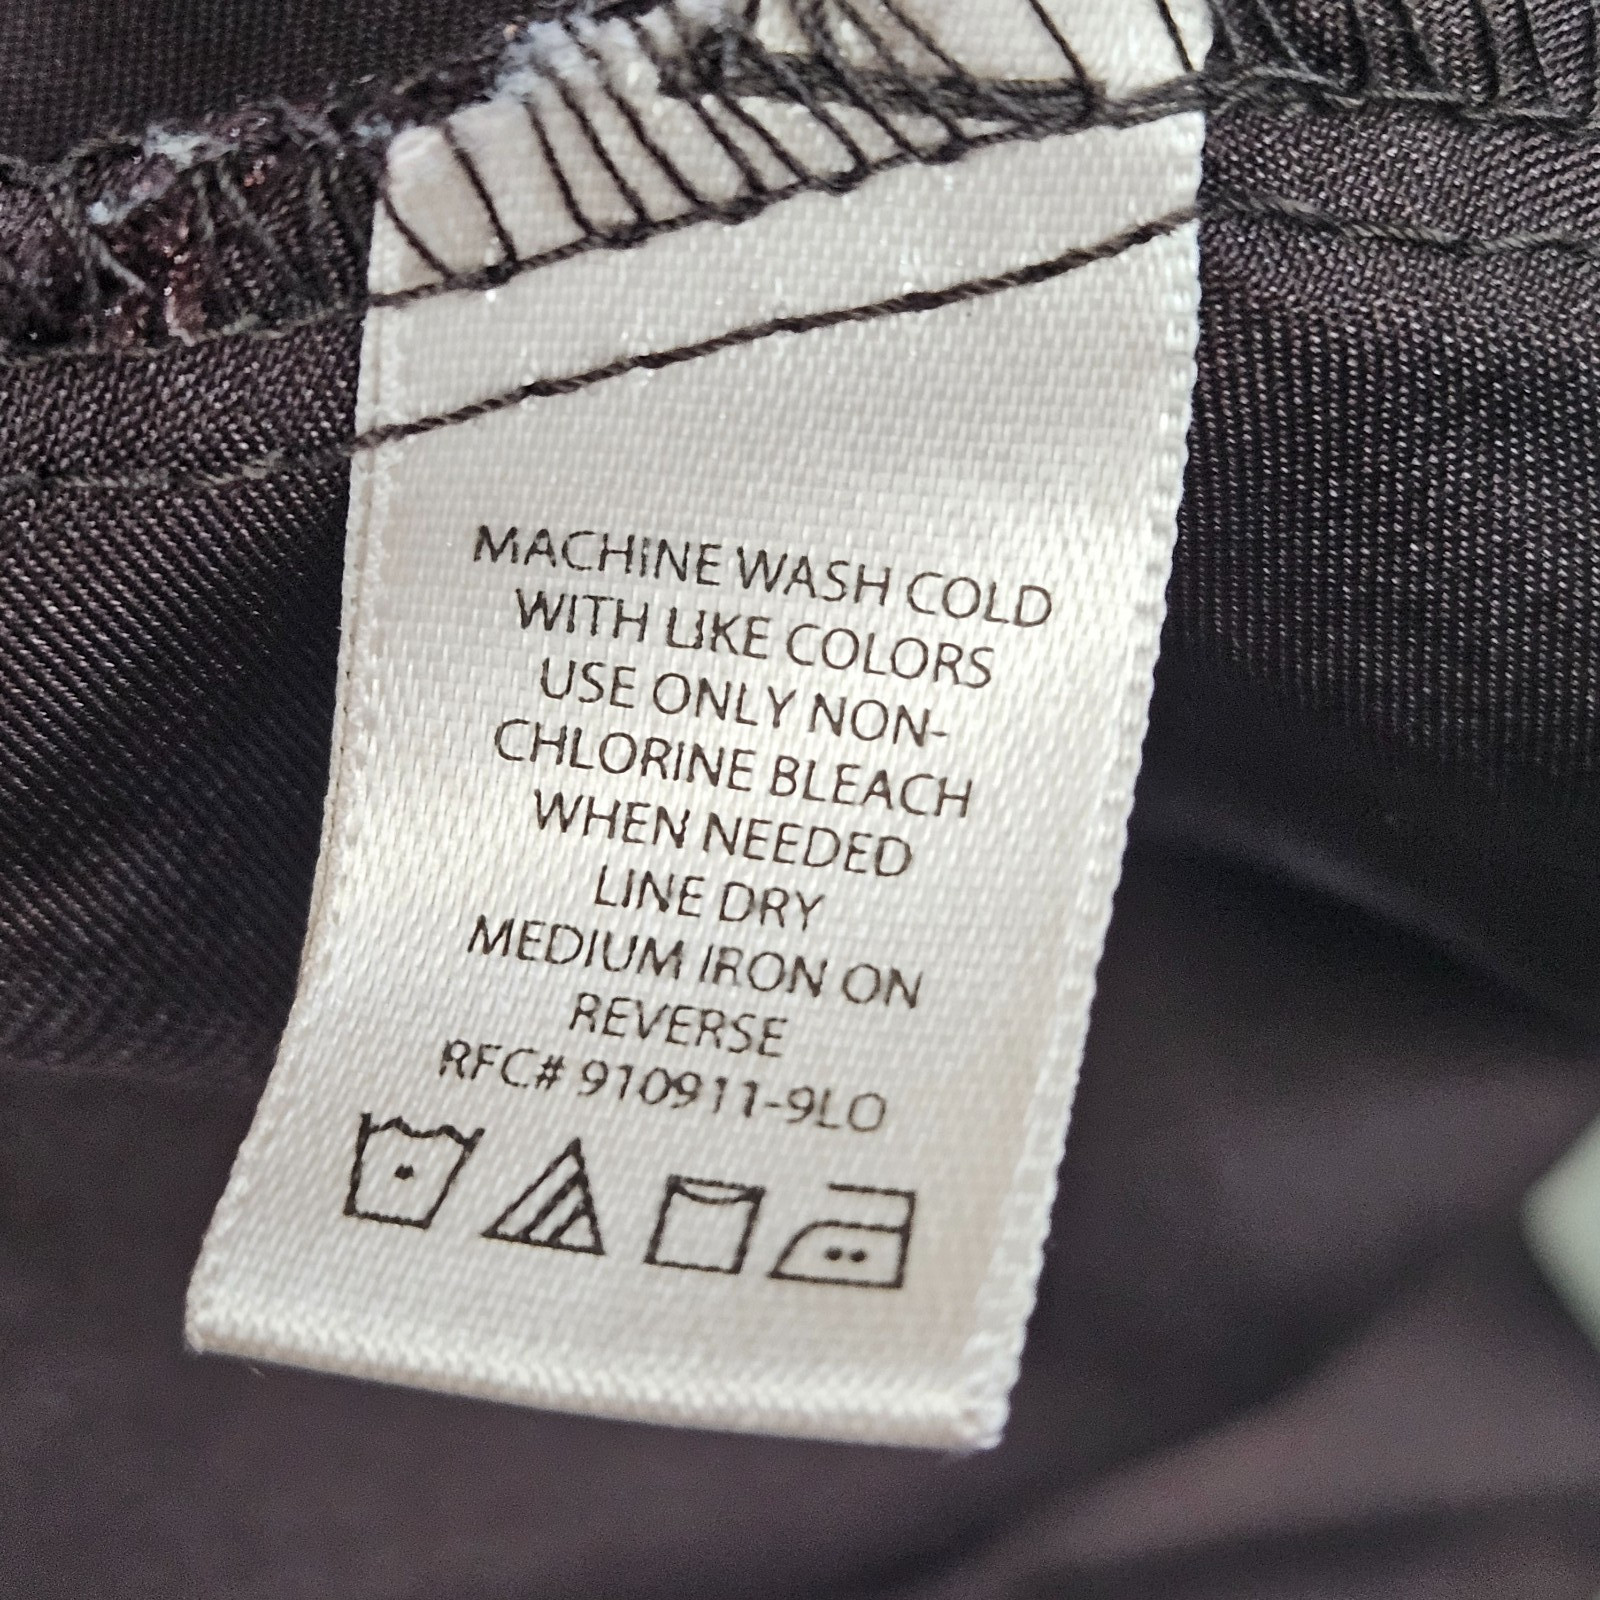 MACHINE WASH COLD
WITH LIKE COLORS
USE ONLY NON-
CHLORINE BLEACH
WHEN NEEDED
LINE DRY
MEDIUM IRON ON
REVERSE
RFC# 910911-9LO